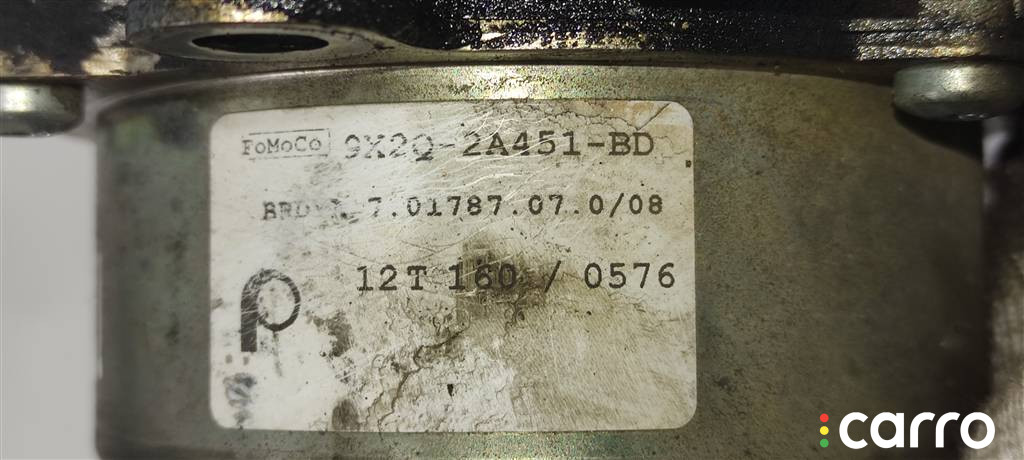 FoMoCo 9X2Q-2A451-BD
7.01787.07.0/08
12T 160 / 0576
p
carro